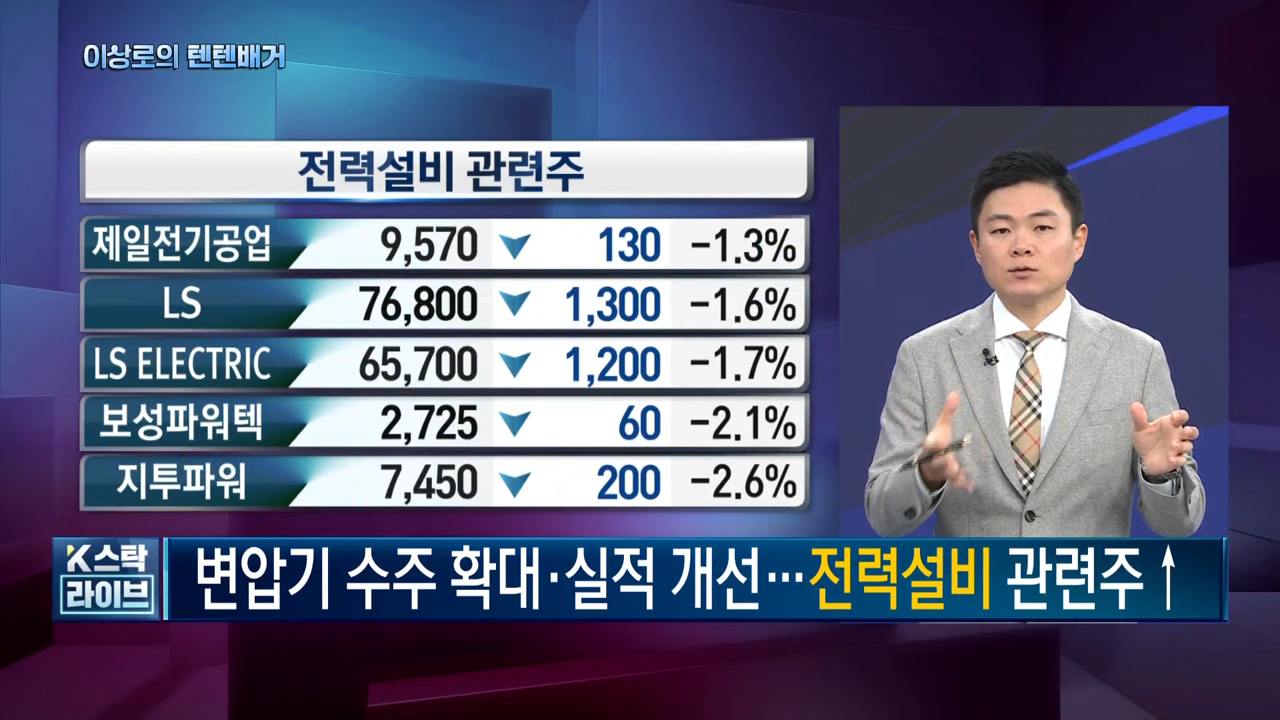 이상로의 텐텐배거
전력설비 관련주
제일전기공업 9,570 ▼ 130 -1.3%
LS 76,800 ▼ 1,300 -1.6%
LS ELECTRIC 65,700 ▼ 1,200 -1.7%
보성파워텍 2,725 ▼ 60 -2.1%
지투파워 7,450 ▼ 200 -2.6%
K스탁
라이브
변압기 수주 확대·실적 개선…전력설비 관련주↑